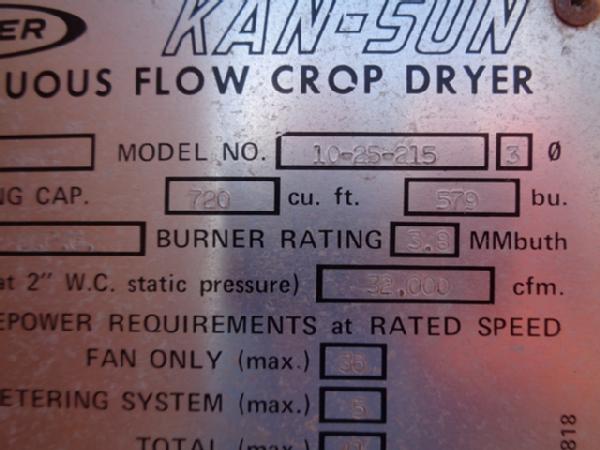 ER KAN-SUN
UOUS FLOW CROP DRYER
MODEL NO. 10-25-215 3 Ø
NG CAP. 720 cu. ft. 579 bu.
BURNER RATING 3.8 MMbuth
at 2" W.C. static pressure) 32,000 cfm.
EPOWER REQUIREMENTS at RATED SPEED
FAN ONLY (max.)
ETERING SYSTEM (max.) 5
TOTAL (max.)
818